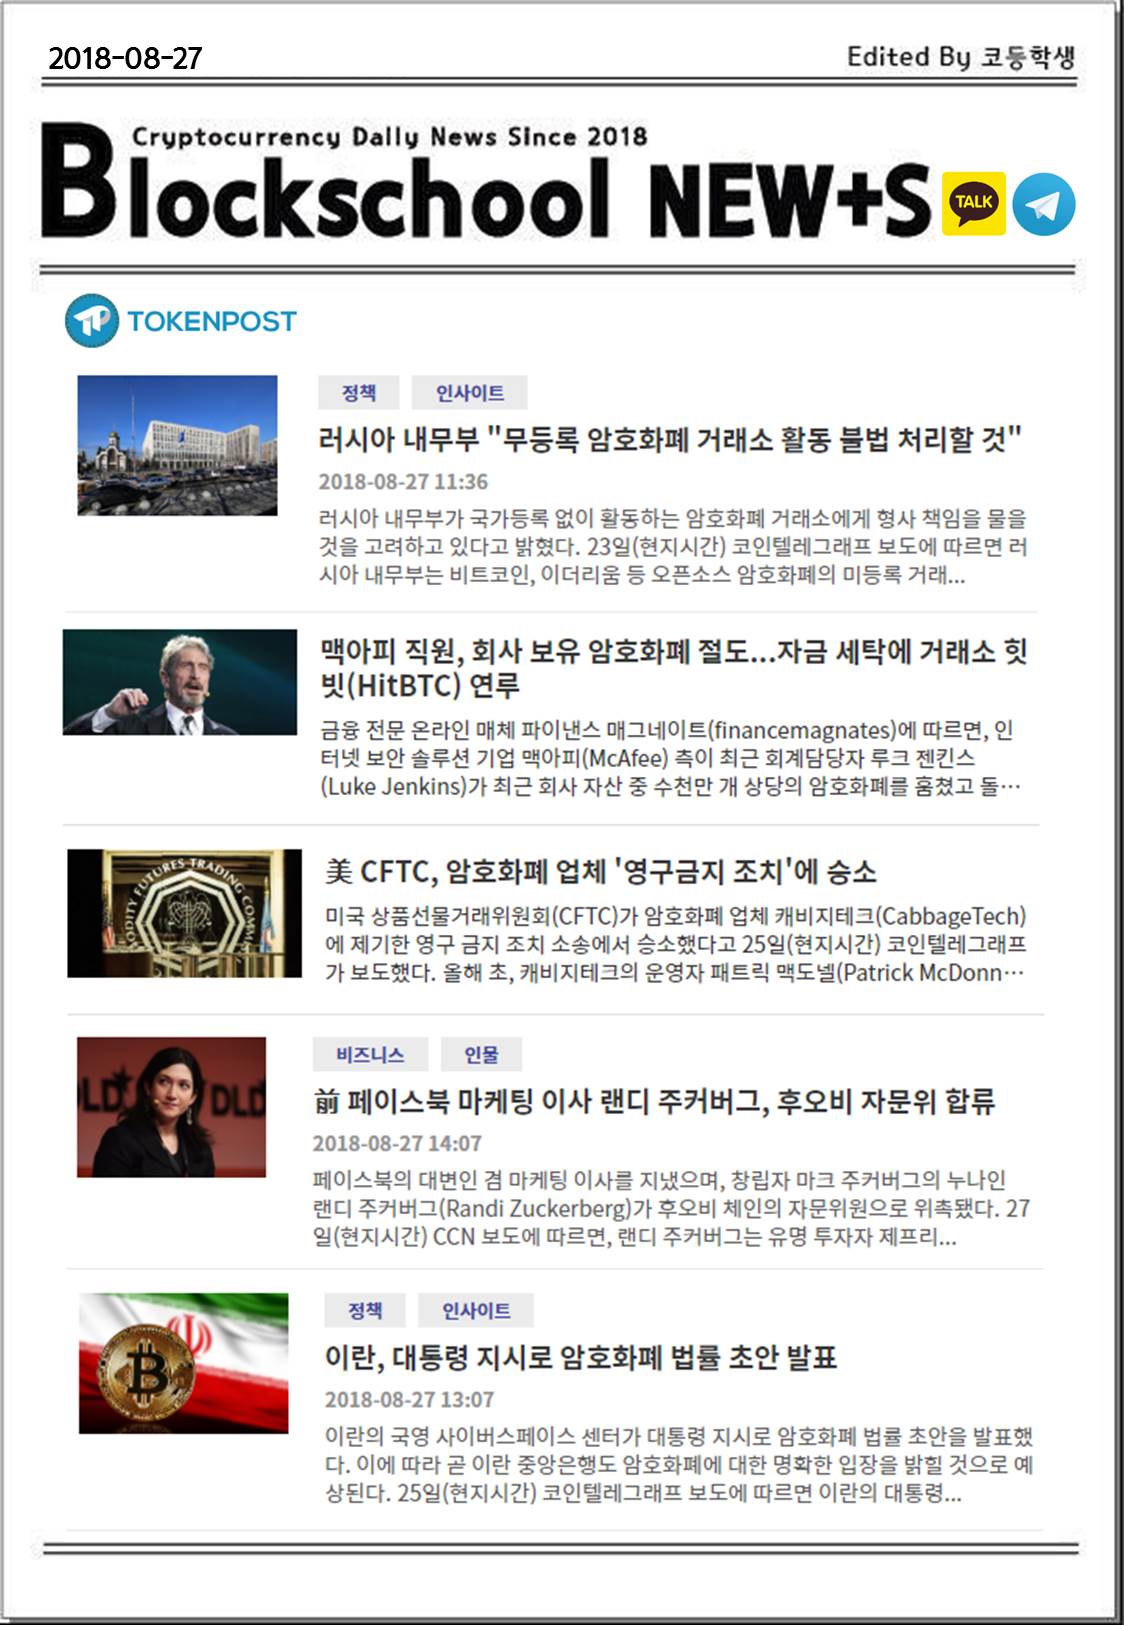 2018-08-27
Edited By 코등학생
Cryptocurrency Daily News Since 2018
Blockschool NEW+S
TALK
TOKENPOST
정책 인사이트
러시아 내무부 "무등록 암호화폐 거래소 활동 불법 처리할 것"
2018-08-27 11:36
러시아 내무부가 국가등록 없이 활동하는 암호화폐 거래소에게 형사 책임을 물을
것을 고려하고 있다고 밝혔다. 23일(현지시간) 코인텔레그래프 보도에 따르면 러
시아 내무부는 비트코인, 이더리움 등 오픈소스 암호화폐의 미등록 거래...
맥아피 직원, 회사 보유 암호화폐 절도...자금 세탁에 거래소 힛
빗(HitBTC) 연루
금융 전문 온라인 매체 파이낸스 매그네이트(financemagnates)에 따르면, 인
터넷 보안 솔루션 기업 맥아피(McAfee) 측이 최근 회계담당자 루크 젠킨스
(Luke Jenkins)가 최근 회사 자산 중 수천만 개 상당의 암호화폐를 훔쳤고 돌…
ODITY FUTURES TRADING COMMI
美 CFTC, 암호화폐 업체 '영구금지 조치'에 승소
미국 상품선물거래위원회(CFTC)가 암호화폐 업체 캐비지테크(CabbageTech)
에 제기한 영구 금지 조치 소송에서 승소했다고 25일(현지시간) 코인텔레그래프
가 보도했다. 올해 초, 캐비지테크의 운영자 패트릭 맥도넬(Patrick McDonn…
비즈니스 인물
LD DLD
前 페이스북 마케팅 이사 랜디 주커버그, 후오비 자문위 합류
2018-08-27 14:07
페이스북의 대변인 겸 마케팅 이사를 지냈으며, 창립자 마크 주커버그의 누나인
랜디 주커버그(Randi Zuckerberg)가 후오비 체인의 자문위원으로 위촉됐다. 27
일(현지시간) CCN 보도에 따르면, 랜디 주커버그는 유명 투자자 제프리...
정책 인사이트
이란, 대통령 지시로 암호화폐 법률 초안 발표
2018-08-27 13:07
이란의 국영 사이버스페이스 센터가 대통령 지시로 암호화폐 법률 초안을 발표했
다. 이에 따라 곧 이란 중앙은행도 암호화폐에 대한 명확한 입장을 밝힐 것으로 예
상된다. 25일(현지시간) 코인텔레그래프 보도에 따르면 이란의 대통령...